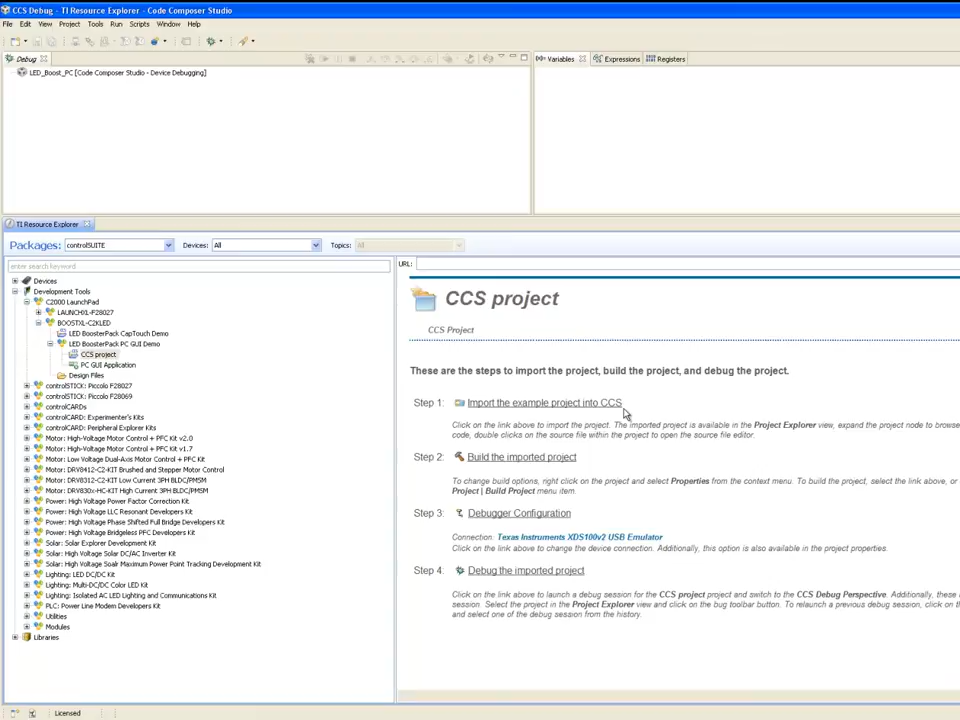 CCS Debug - TI Resource Explorer - Code Composer Studio
File Edit View Project Tools Run Scripts Window Help
Debug
Variables Expressions Registers
LED_Boost_PC [Code Composer Studio - Device Debugging]
TI Resource Explorer
Packages: controlSUITE Devices: All Topics: All
enter search keyword
URL:
Devices
Development Tools
C2000 LaunchPad
LAUNCHXL-F28027
BOOSTXL-C2KLED
LED BoosterPack CapTouch Demo
LED BoosterPack PC GUI Demo
CCS project
PC GUI Application
Design Files
controlSTICK: Piccolo F28027
controlSTICK: Piccolo F28069
controlCARDs
controlCARD: Experimenter's Kits
controlCARD: Peripheral Explorer Kits
Motor: High-Voltage Motor Control + PFC Kit v2.0
Motor: High-Voltage Motor Control + PFC Kit v1.7
Motor: Low Voltage Dual-Axis Motor Control + PFC Kit
Motor: DRV8412-C2-KIT Brushed and Stepper Motor Control
Motor: DRV8312-C2-KIT Low Current 3PH BLDC/PMSM
Motor: DRV830x-HC-KIT High Current 3PH BLDC/PMSM
Power: High Voltage Power Factor Correction Kit
Power: High Voltage LLC Resonant Developers Kit
Power: High Voltage Phase Shifted Full Bridge Developers Kit
Power: High Voltage Bridgeless PFC Developers Kit
Solar: Solar Explorer Development Kit
Solar: High Voltage Solar DC/AC Inverter Kit
Solar: High Voltage Soalr Maximum Power Point Tracking Development Kit
Lighting: LED DC/DC Kit
Lighting: Multi-DC/DC Color LED Kit
Lighting: Isolated AC LED Lighting and Communications Kit
PLC: Power Line Modem Developers Kit
Utilities
Modules
Libraries
CCS project
CCS Project
These are the steps to import the project, build the project, and debug the project.
Step 1: Import the example project into CCS
Click on the link above to import the project. The imported project is available in the Project Explorer view, expand the project node to browse
code, double clicks on the source file within the project to open the source file editor.
Step 2: Build the imported project
To change build options, right click on the project and select Properties from the context menu. To build the project, select the link above, or
Project | Build Project menu item.
Step 3: Debugger Configuration
Connection: Texas Instruments XDS100v2 USB Emulator
Click on the link above to change the device connection. Additionally, this option is also available in the project properties.
Step 4: Debug the imported project
Click on the link above to launch a debug session for the CCS project project and switch to the CCS Debug Perspective. Additionally, these
session. Select the project in the Project Explorer view and click on the bug toolbar button. To relaunch a previous debug session, click on th
and select one of the debug session from the history.
Licensed